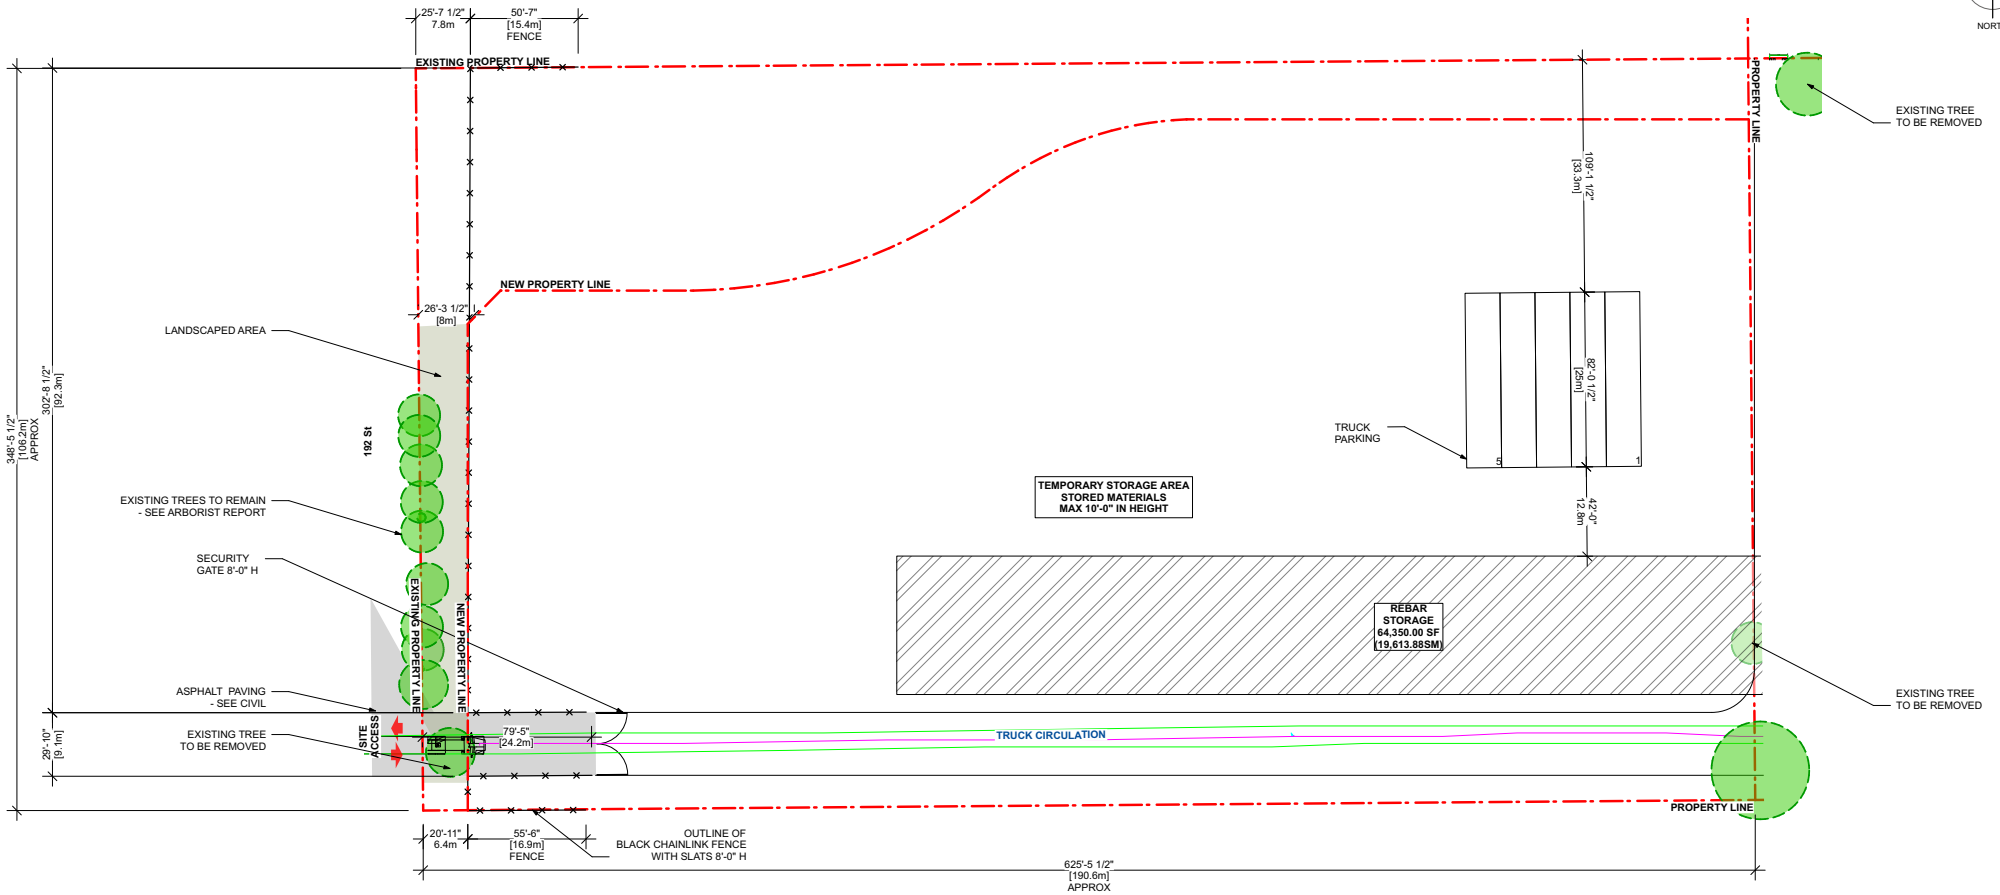 25'-7 1/2"
7.8m
50'-7"
[15.4m]
FENCE
NORT
EXISTING PROPERTY LINE
PROPERTY LINE
EXISTING TREE
TO BE REMOVED
109'-1 1/2"
[33.3m]
NEW PROPERTY LINE
26'-3 1/2"
[8m]
LANDSCAPED AREA
302'-8 1/2"
[92.3m]
348'-5 1/2"
[106.2m]
APPROX
192 St
82'-0 1/2"
[25m]
TRUCK
PARKING
5
1
TEMPORARY STORAGE AREA
STORED MATERIALS
MAX 10'-0" IN HEIGHT
42'-0"
12.8m
EXISTING TREES TO REMAIN
- SEE ARBORIST REPORT
SECURITY
GATE 8'-0" H
EXISTING PROPERTY LINE
NEW PROPERTY LINE
REBAR
STORAGE
64,350.00 SF
(19,613.88SM)
ASPHALT PAVING
- SEE CIVIL
EXISTING TREE
TO BE REMOVED
SITE
ACCESS
EXISTING TREE
TO BE REMOVED
29'-10"
[9.1m]
79'-5"
[24.2m]
TRUCK CIRCULATION
PROPERTY LINE
20'-11"
6.4m
55'-6"
[16.9m]
FENCE
OUTLINE OF
BLACK CHAINLINK FENCE
WITH SLATS 8'-0" H
625'-5 1/2"
[190.6m]
APPROX